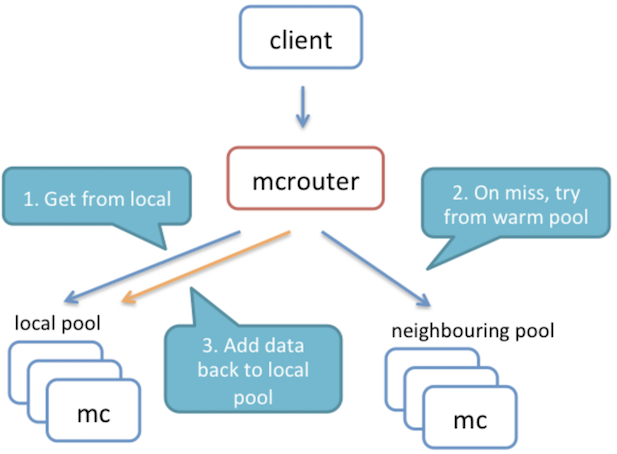 client
mcrouter
1. Get from local
2. On miss, try
from warm pool
local pool
neighbouring pool
3. Add data
back to local
pool
mc
mc